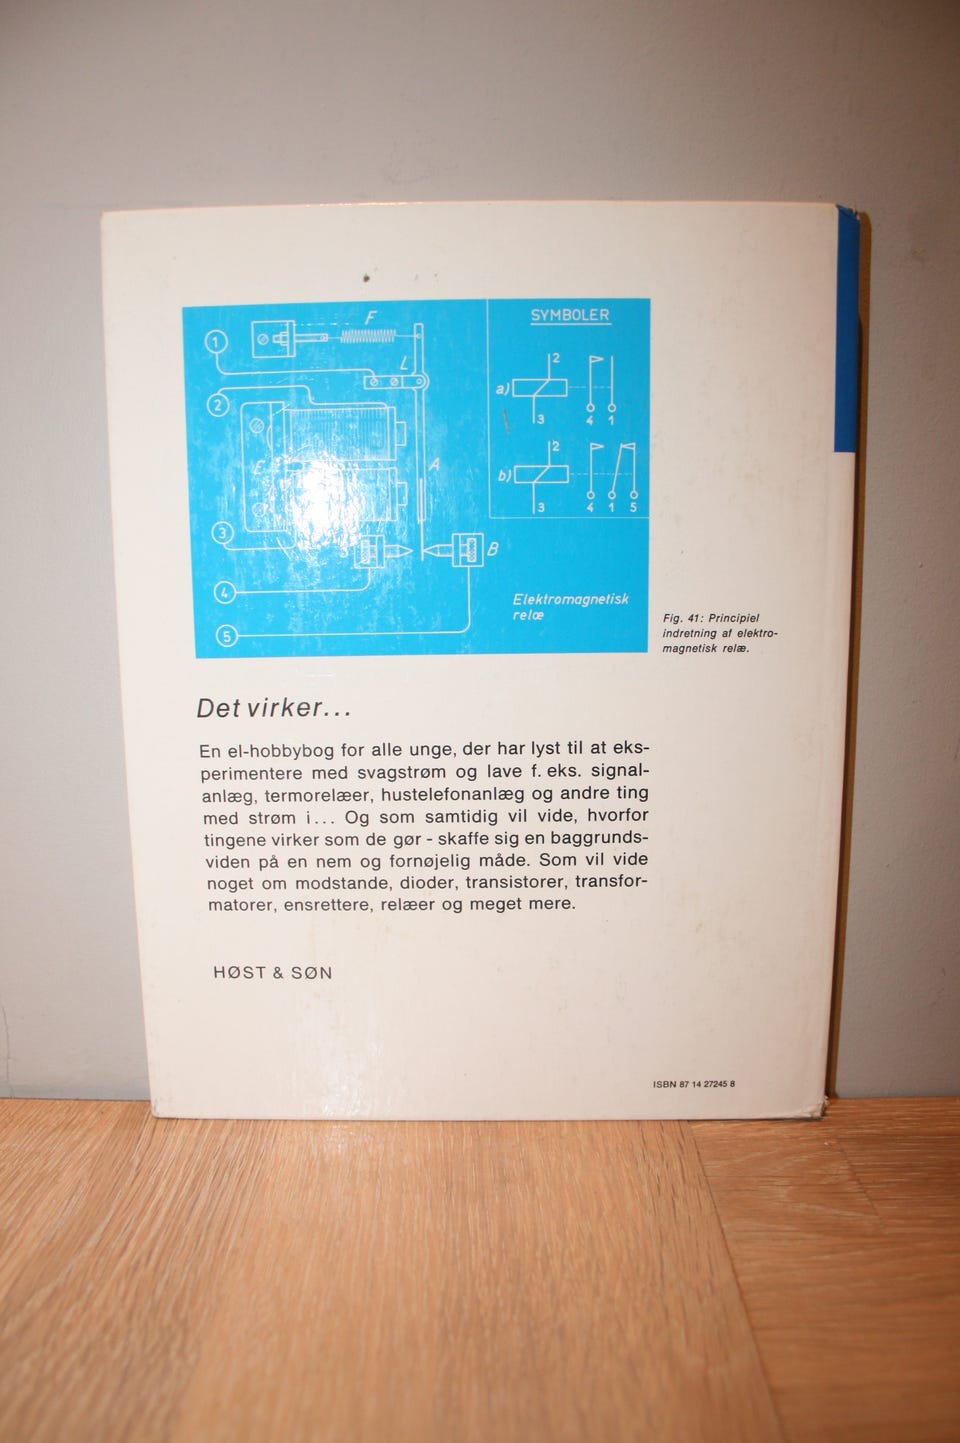 SYMBOLER
F
1
L
2
E
A
3
B
4
5
a)
2
3
4 1
b)
2
3
4 1 5
Elektromagnetisk
relæ
Fig. 41: Principiel
indretning af elektro-
magnetisk relæ.
Det virker...
En el-hobbybog for alle unge, der har lyst til at eks-
perimentere med svagstrøm og lave f. eks. signal-
anlæg, termorelæer, hustelefonanlæg og andre ting
med strøm i... Og som samtidig vil vide, hvorfor
tingene virker som de gør - skaffe sig en baggrunds-
viden på en nem og fornøjelig måde. Som vil vide
noget om modstande, dioder, transistorer, transfor-
matorer, ensrettere, relæer og meget mere.
HØST & SØN
ISBN 87 14 27245 8